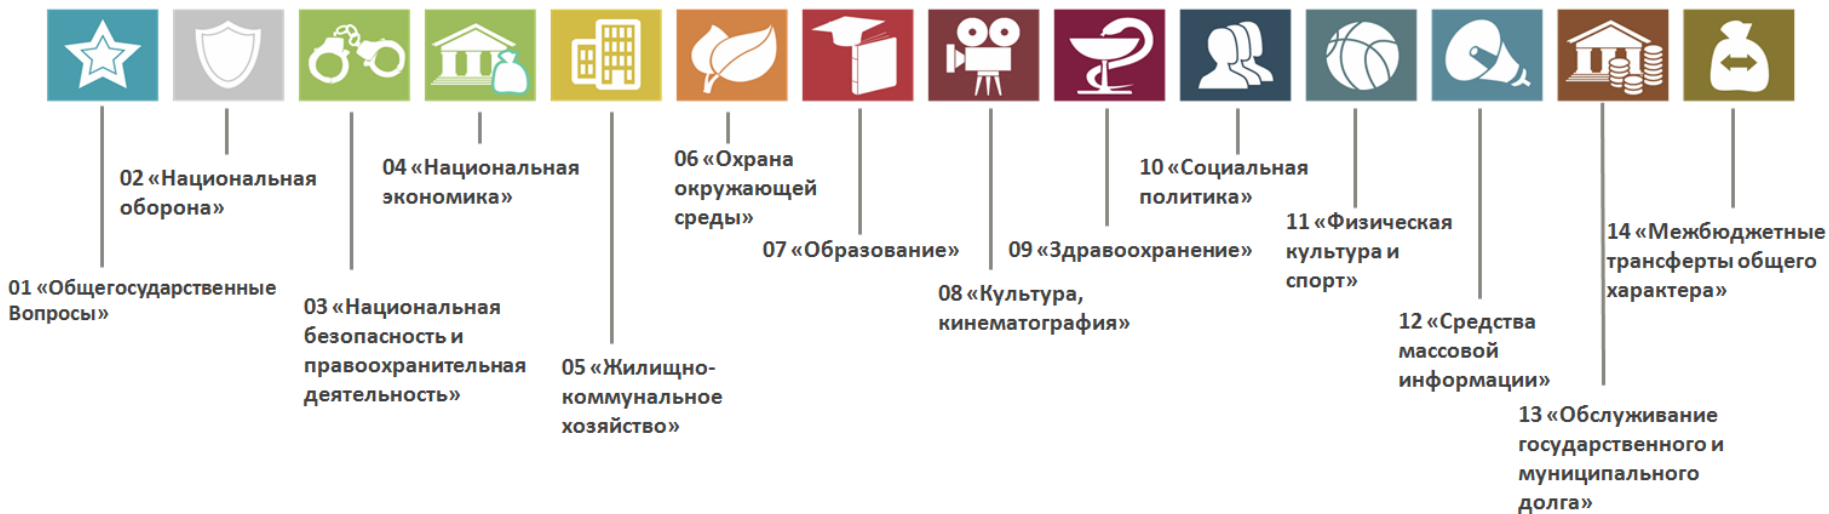 01 «Общегосударственные
Вопросы»
02 «Национальная
оборона»
03 «Национальная
безопасность и
правоохранительная
деятельность»
04 «Национальная
экономика»
05 «Жилищно-
коммунальное
хозяйство»
06 «Охрана
окружающей
среды»
07 «Образование»
08 «Культура,
кинематография»
09 «Здравоохранение»
10 «Социальная
политика»
11 «Физическая
культура и
спорт»
12 «Средства
массовой
информации»
13 «Обслуживание
государственного и
муниципального
долга»
14 «Межбюджетные
трансферты общего
характера»